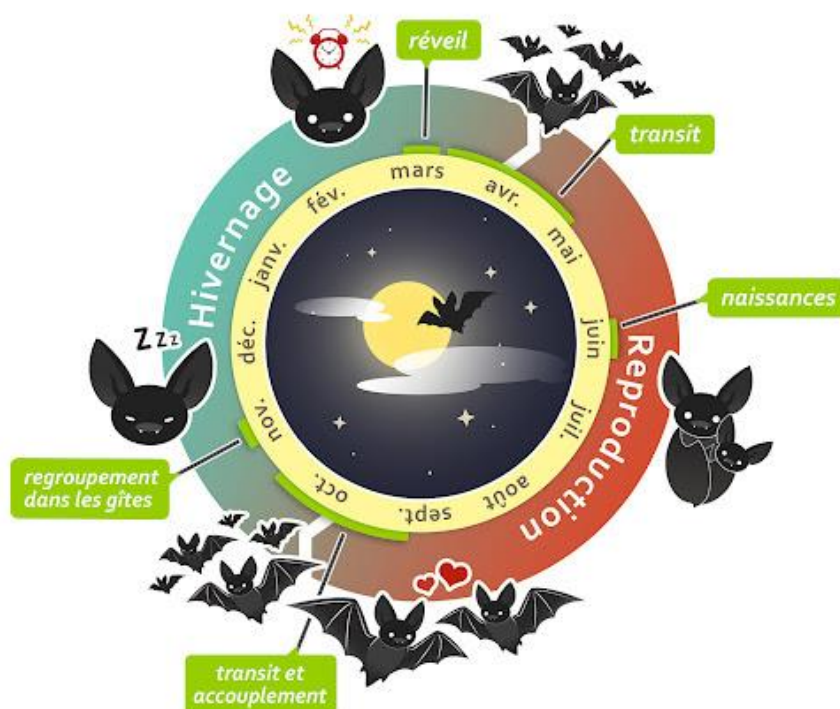 réveil
transit
naissances
regroupement
dans les gîtes
transit et
accouplement
Hivernage
Reproduction
Zzz
janv.
fév.
mars
avr.
mai
juin
juil.
août
sept.
oct.
nov.
déc.